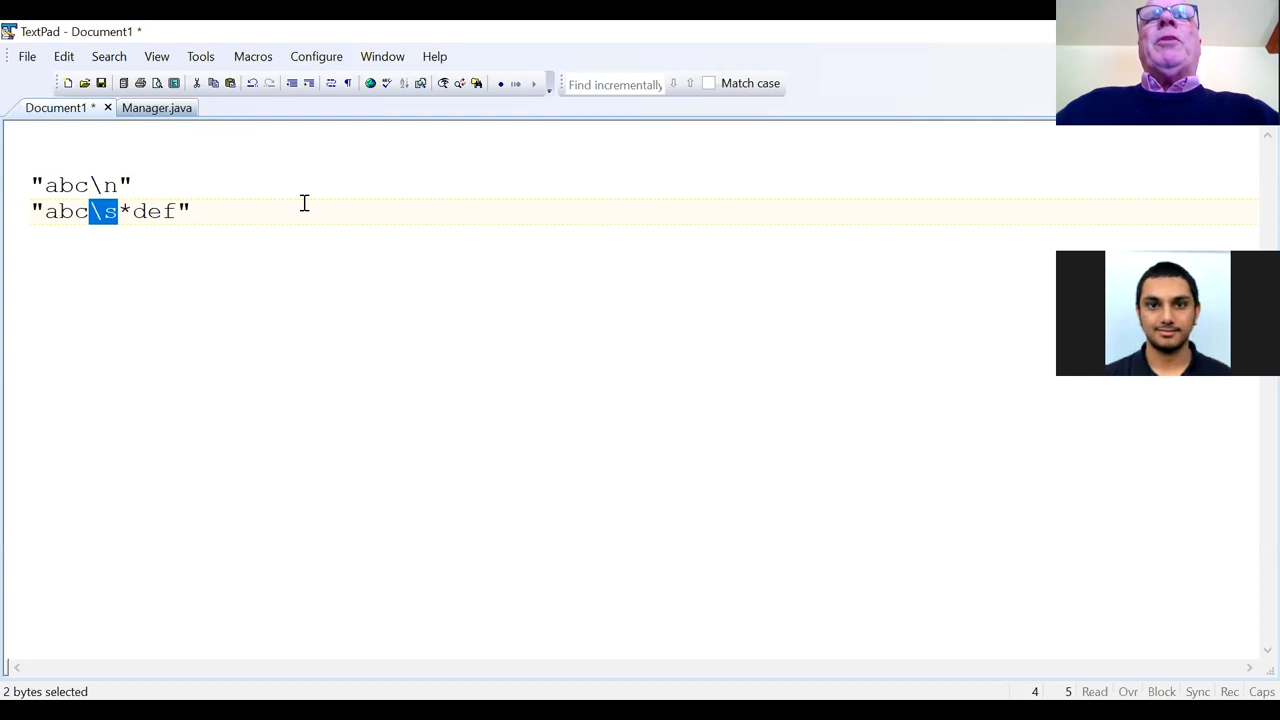 TextPad - Document1 *
File Edit Search View Tools Macros Configure Window Help
Find incrementally Match case
Document1 * Manager.java
"abc\n"
"abc\s*def"
2 bytes selected 4 5 Read Ovr Block Sync Rec Caps